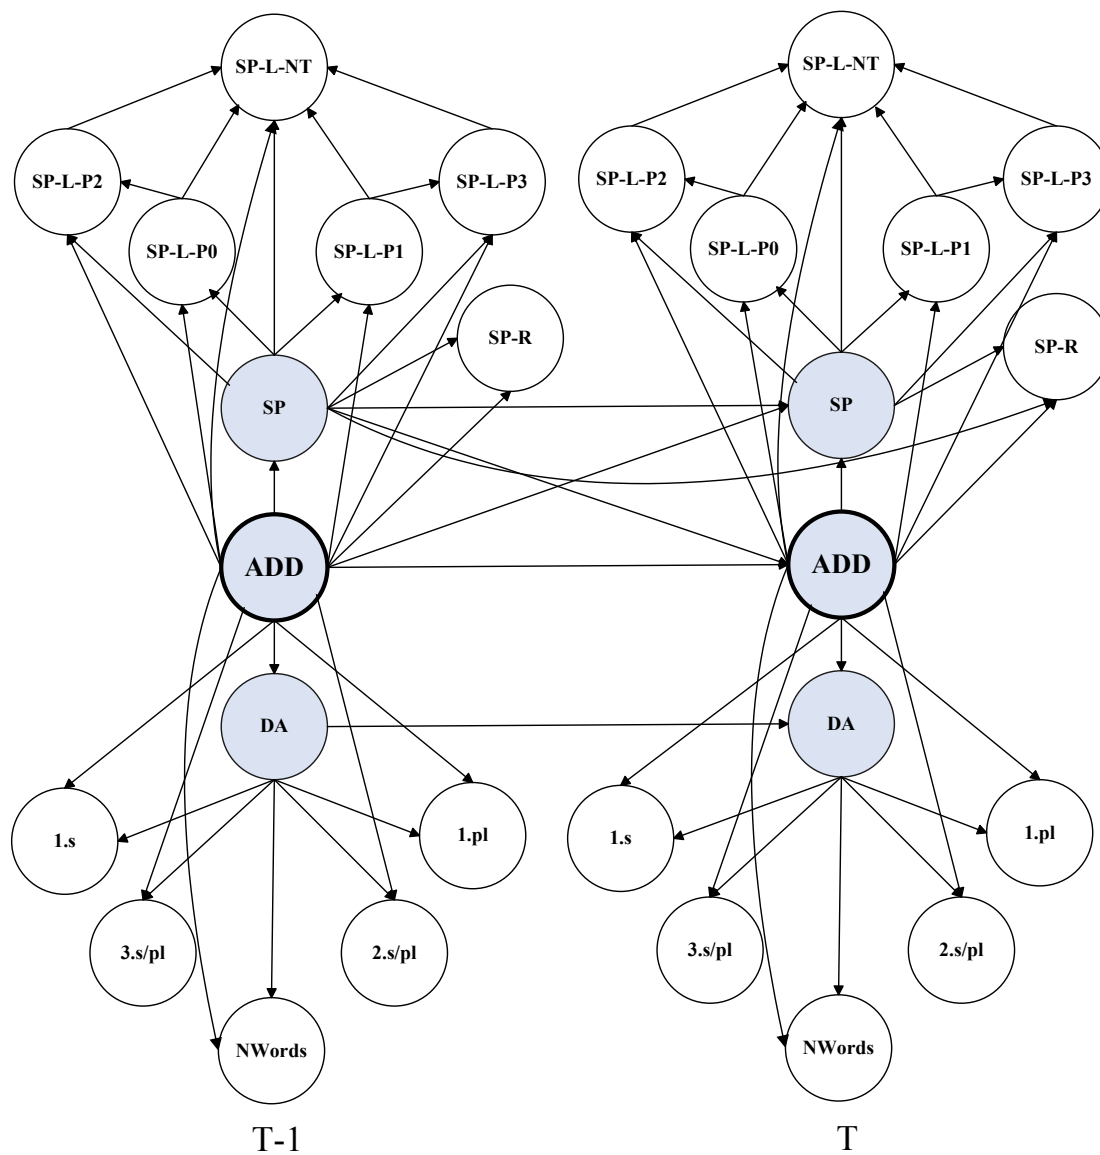 SP-L-NT
SP-L-P2
SP-L-P0
SP-L-P1
SP-L-P3
SP-R
SP
ADD
DA
1.s
1.pl
3.s/pl
2.s/pl
NWords
T-1
SP-L-NT
SP-L-P2
SP-L-P0
SP-L-P1
SP-L-P3
SP-R
SP
ADD
DA
1.s
1.pl
3.s/pl
2.s/pl
NWords
T